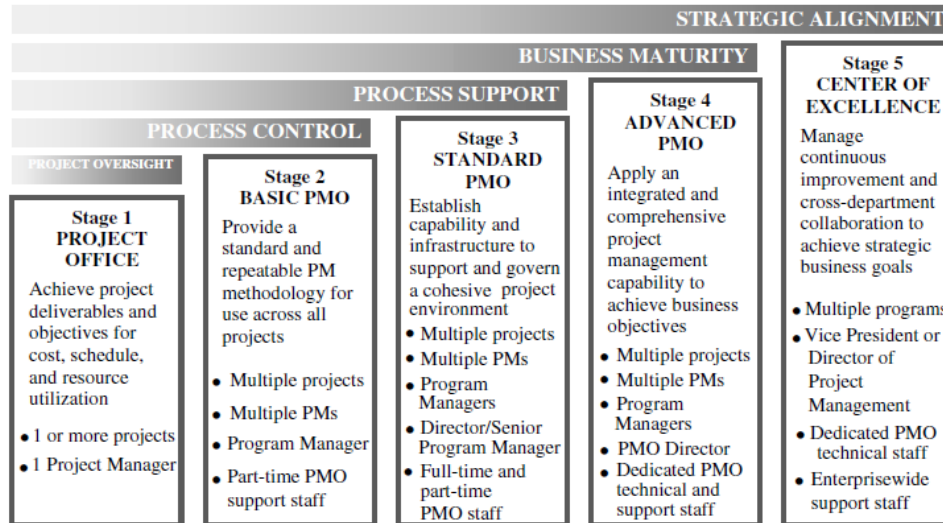 STRATEGIC ALIGNMENT
BUSINESS MATURITY
PROCESS SUPPORT
PROCESS CONTROL
PROJECT OVERSIGHT
Stage 1
PROJECT
OFFICE
Achieve project
deliverables and
objectives for
cost, schedule,
and resource
utilization
• 1 or more projects
• 1 Project Manager
Stage 2
BASIC PMO
Provide a
standard and
repeatable PM
methodology for
use across all
projects
• Multiple projects
• Multiple PMs
• Program Manager
• Part-time PMO
support staff
Stage 3
STANDARD
PMO
Establish
capability and
infrastructure to
support and govern
a cohesive project
environment
• Multiple projects
• Multiple PMs
• Program
Managers
• Director/Senior
Program Manager
• Full-time and
part-time
PMO staff
Stage 4
ADVANCED
PMO
Apply an
integrated and
comprehensive
project
management
capability to
achieve business
objectives
• Multiple projects
• Multiple PMs
• Program
Managers
• PMO Director
• Dedicated PMO
technical and
support staff
Stage 5
CENTER OF
EXCELLENCE
Manage
continuous
improvement and
cross-department
collaboration to
achieve strategic
business goals
• Multiple programs
• Vice President or
Director of
Project
Management
• Dedicated PMO
technical staff
• Enterprisewide
support staff